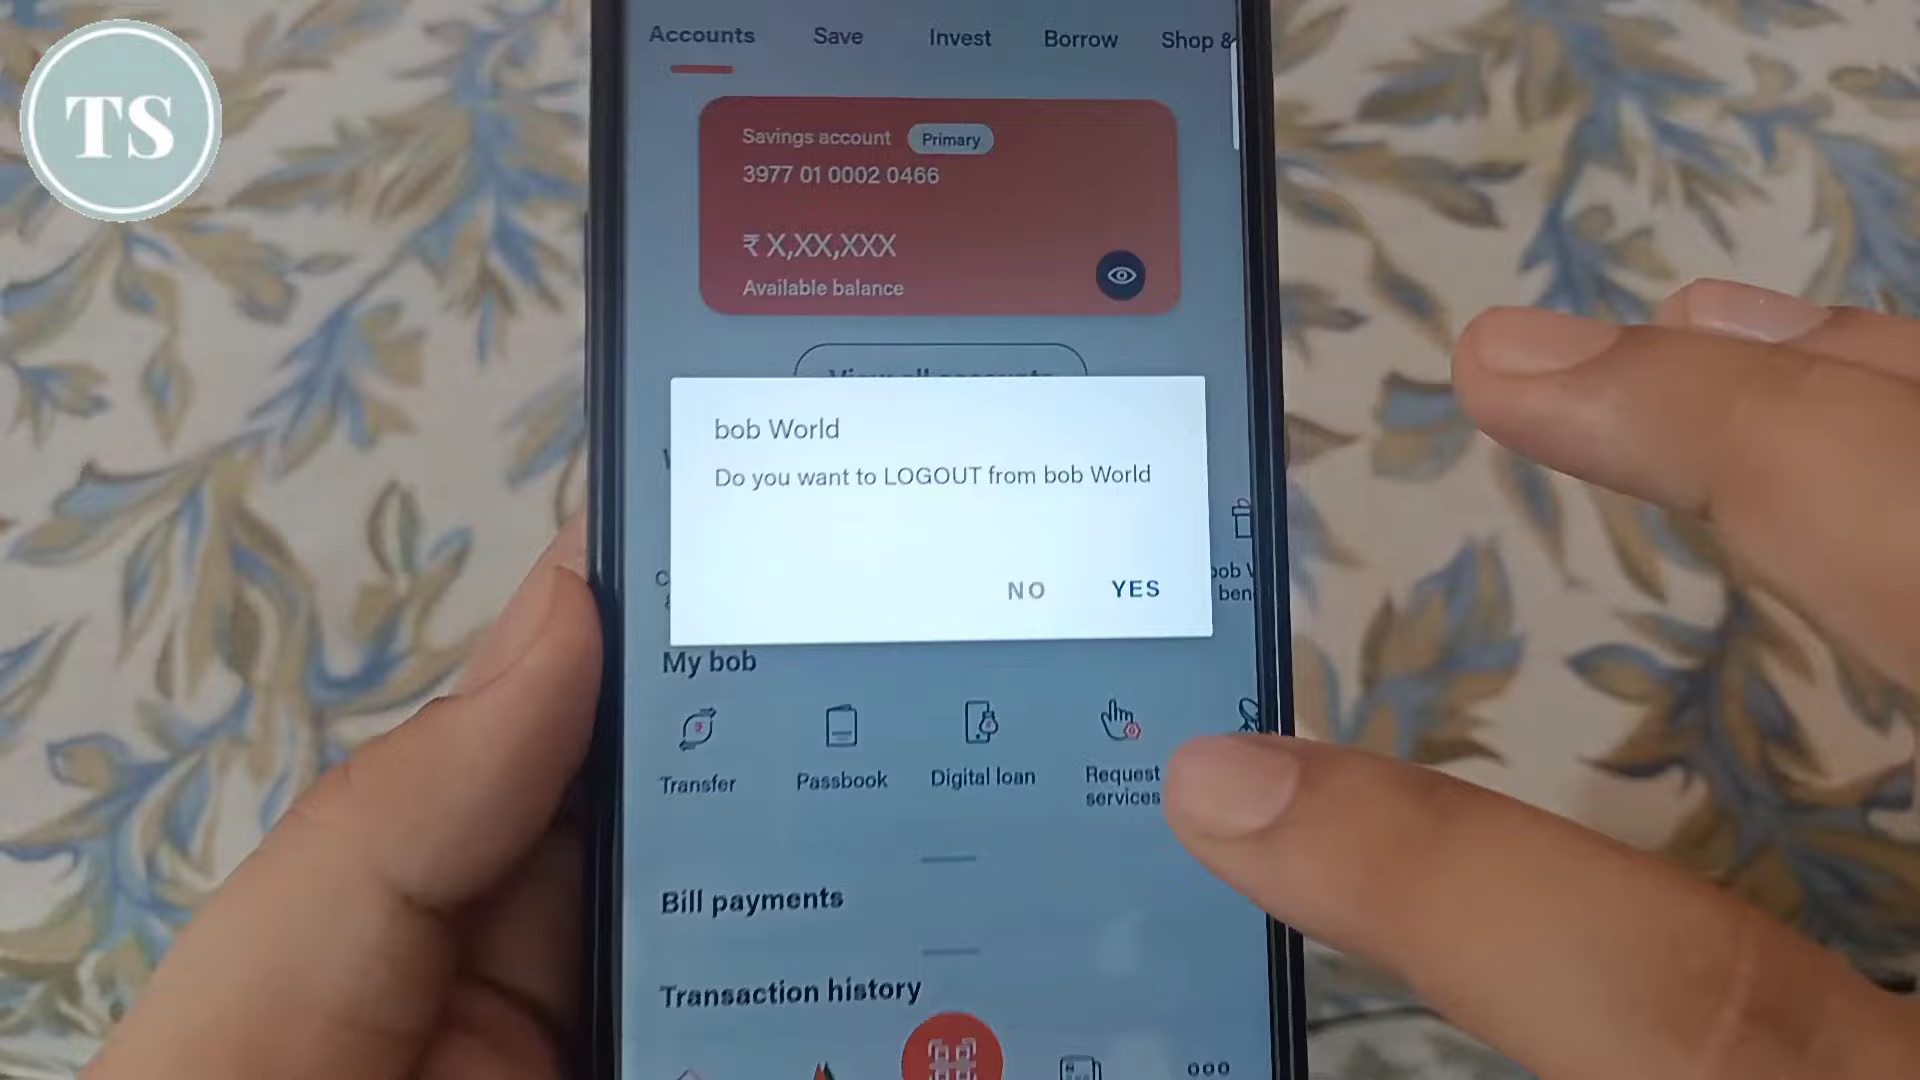 TS
Accounts Save Invest Borrow Shop &
Savings account Primary
3977 01 0002 0466
₹ X,XX,XXX
Available balance
bob World
Do you want to LOGOUT from bob World
NO YES
bob
ben
My bob
Transfer Passbook Digital loan Request
services
Bill payments
Transaction history